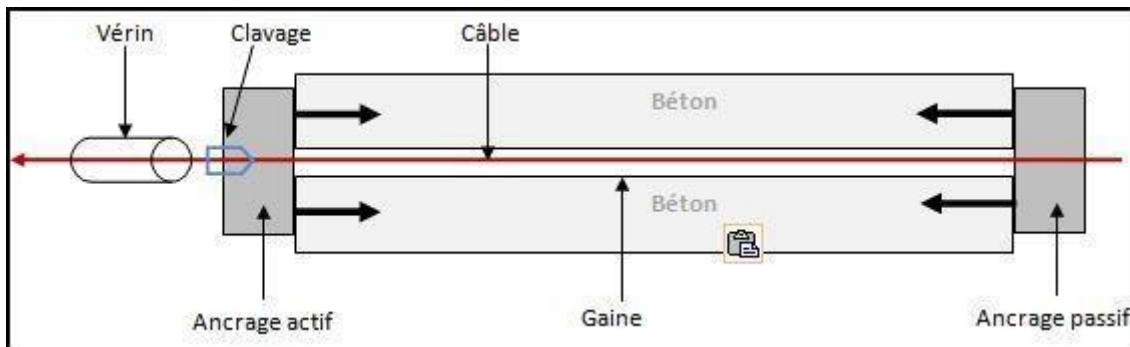 Vérin
Clavage
Câble
Béton
Béton
Ancrage actif
Gaine
Ancrage passif